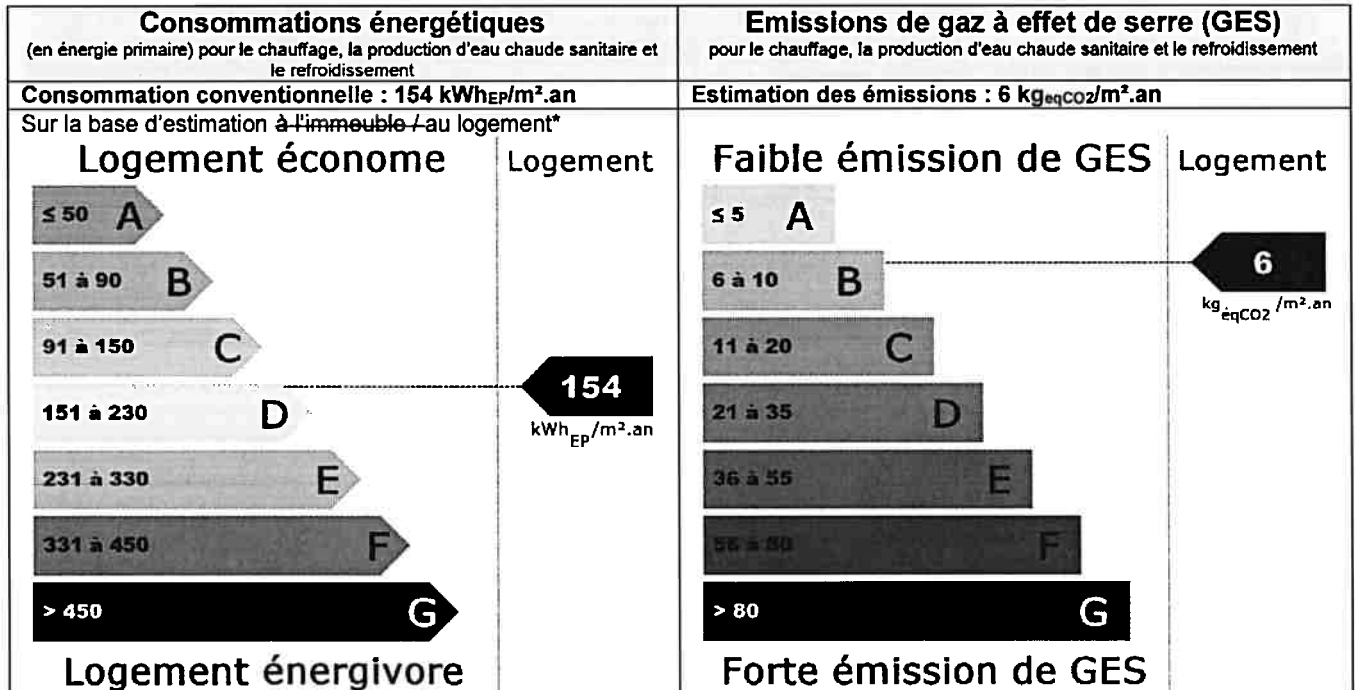 Consommations énergétiques
(en énergie primaire) pour le chauffage, la production d'eau chaude sanitaire et
le refroidissement
Consommation conventionnelle : 154 kWhEP/m².an
Sur la base d'estimation à l'immeuble / au logement*
Logement économe
Logement
≤ 50 A
51 à 90 B
91 à 150 C
151 à 230 D
231 à 330 E
331 à 450 F
> 450 G
154
kWhEP/m².an
Logement énergivore
Emissions de gaz à effet de serre (GES)
pour le chauffage, la production d'eau chaude sanitaire et le refroidissement
Estimation des émissions : 6 kgeqCO2/m².an
Faible émission de GES
Logement
≤ 5 A
6 à 10 B
11 à 20 C
21 à 35 D
36 à 55 E
56 à 80 F
> 80 G
6
kgéqCO2/m².an
Forte émission de GES